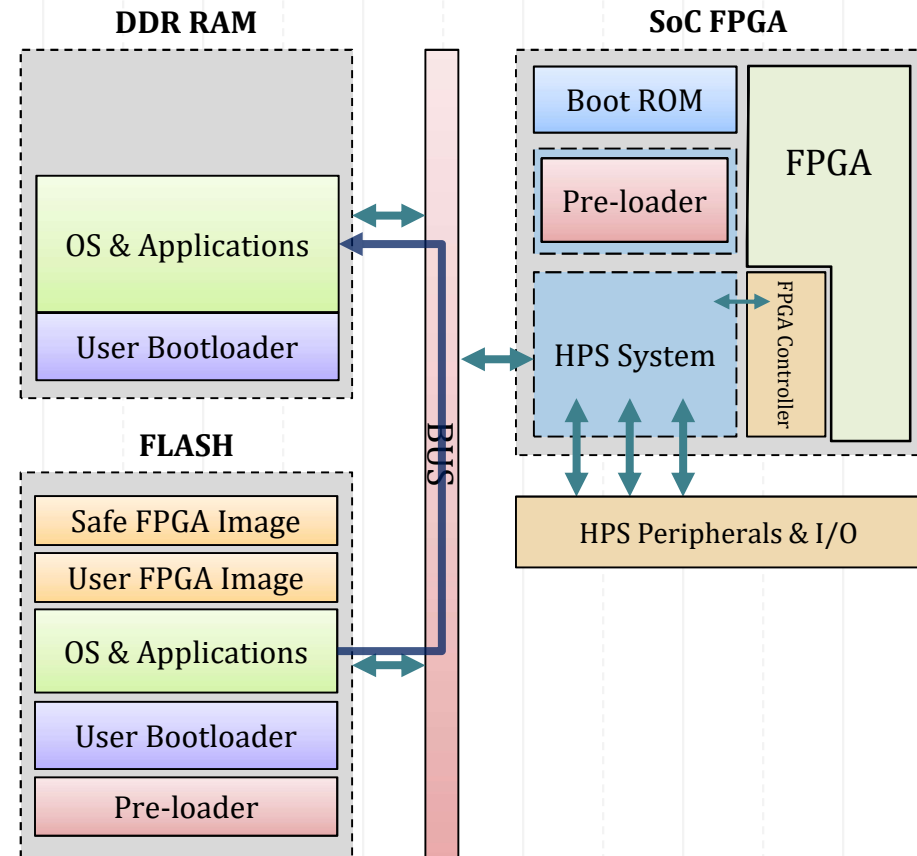 DDR RAM
OS & Applications
User Bootloader
FLASH
Safe FPGA Image
User FPGA Image
OS & Applications
User Bootloader
Pre-loader
BUS
SoC FPGA
Boot ROM
Pre-loader
FPGA
HPS System
FPGA Controller
HPS Peripherals & I/O